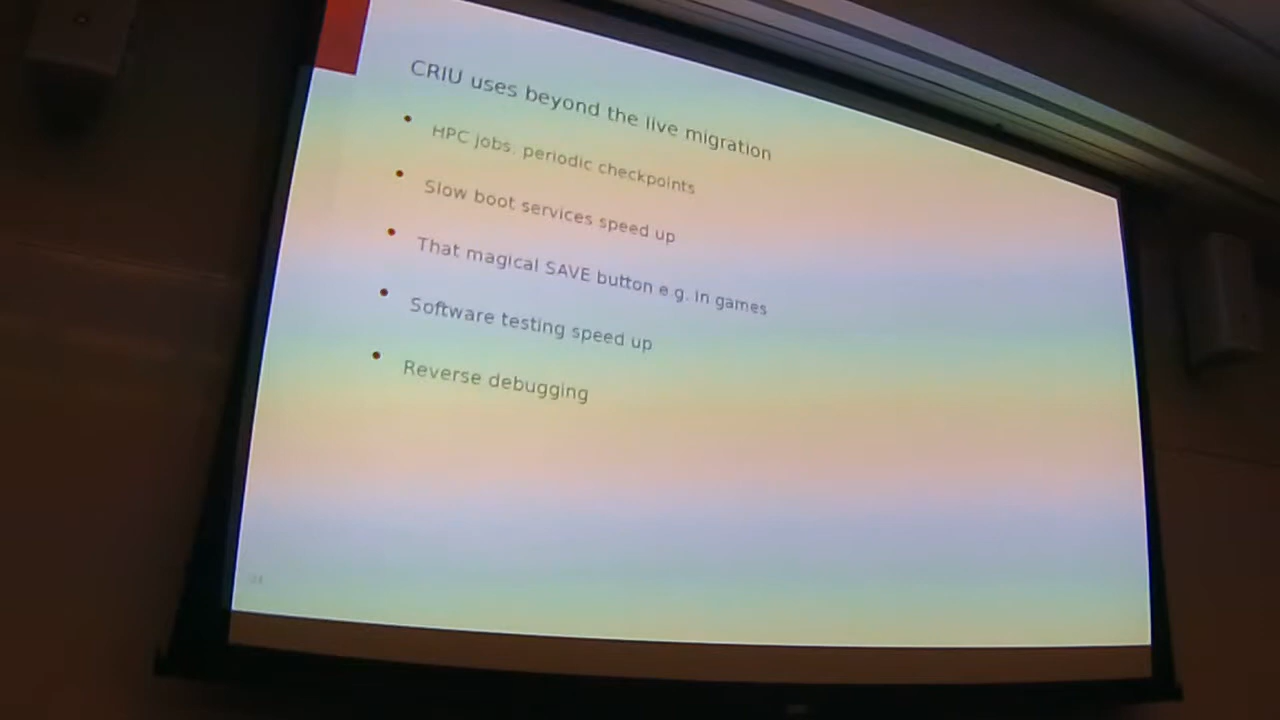 CRIU uses beyond the live migration
HPC jobs: periodic checkpoints
Slow boot services speed up
That magical SAVE button e.g. in games
Software testing speed up
Reverse debugging